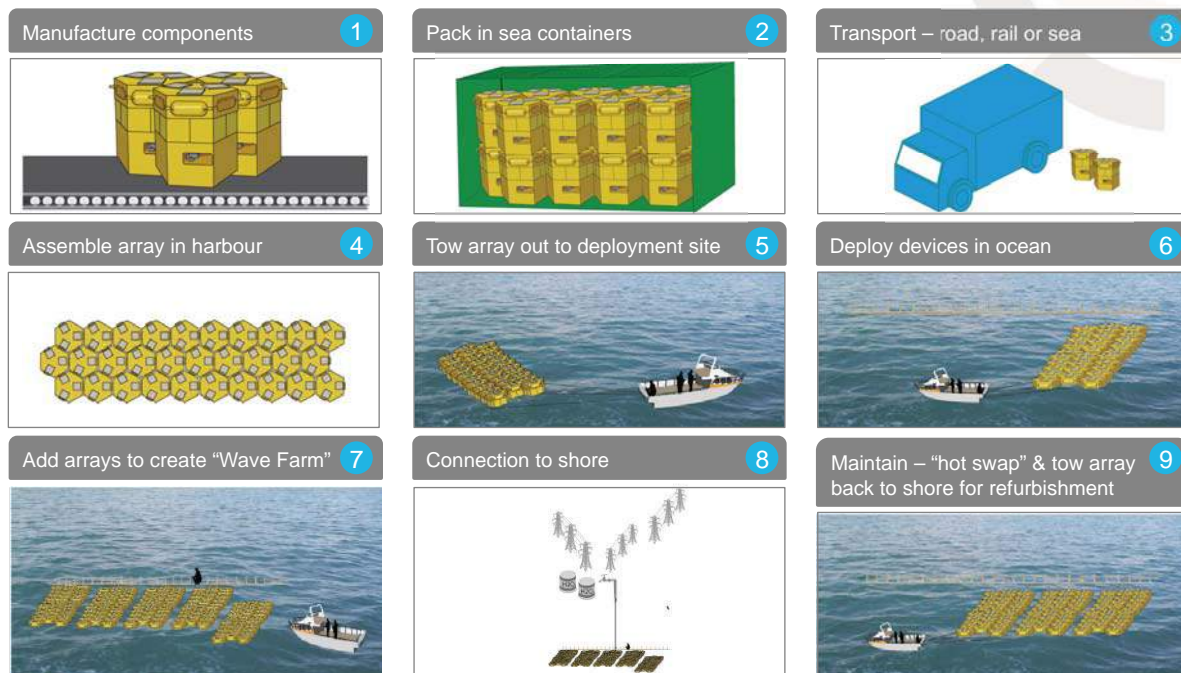 Manufacture components 1
Pack in sea containers 2
Transport – road, rail or sea 3
Assemble array in harbour 4
Tow array out to deployment site 5
Deploy devices in ocean 6
Add arrays to create “Wave Farm” 7
Connection to shore 8
H2O
H2O
Maintain – “hot swap” & tow array 9
back to shore for refurbishment